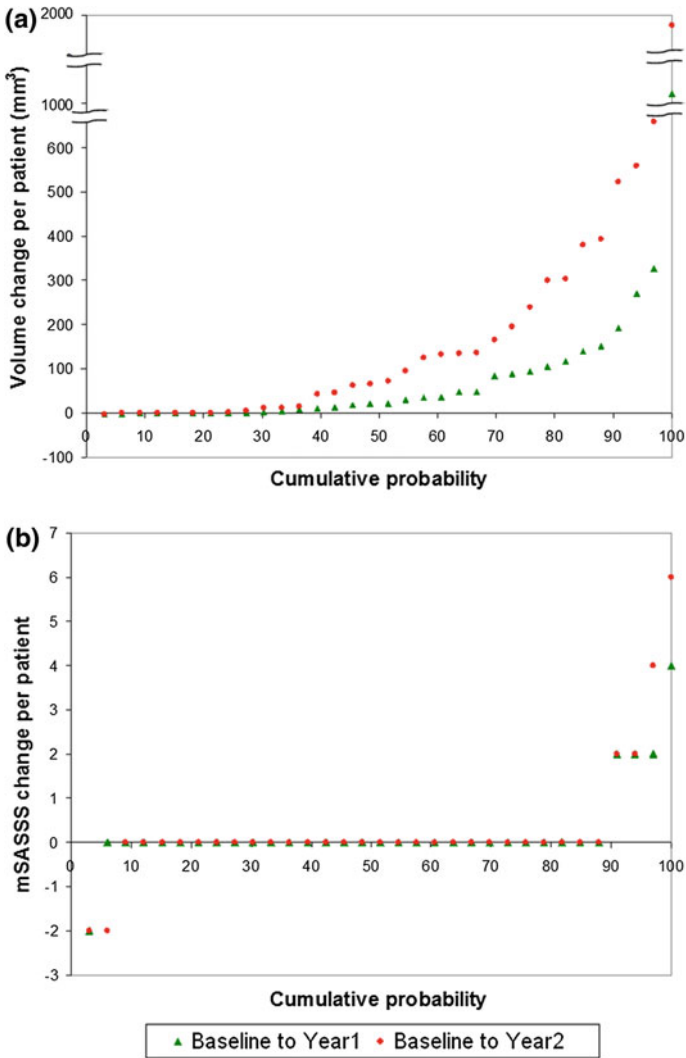 (a)
Volume change per patient (mm³)
2000
1000
600
500
400
300
200
100
0
-100
0 10 20 30 40 50 60 70 80 90 100
Cumulative probability
(b)
mSASSS change per patient
7
6
5
4
3
2
1
0
-1
-2
-3
0 10 20 30 40 50 60 70 80 90 100
Cumulative probability
Baseline to Year1 Baseline to Year2